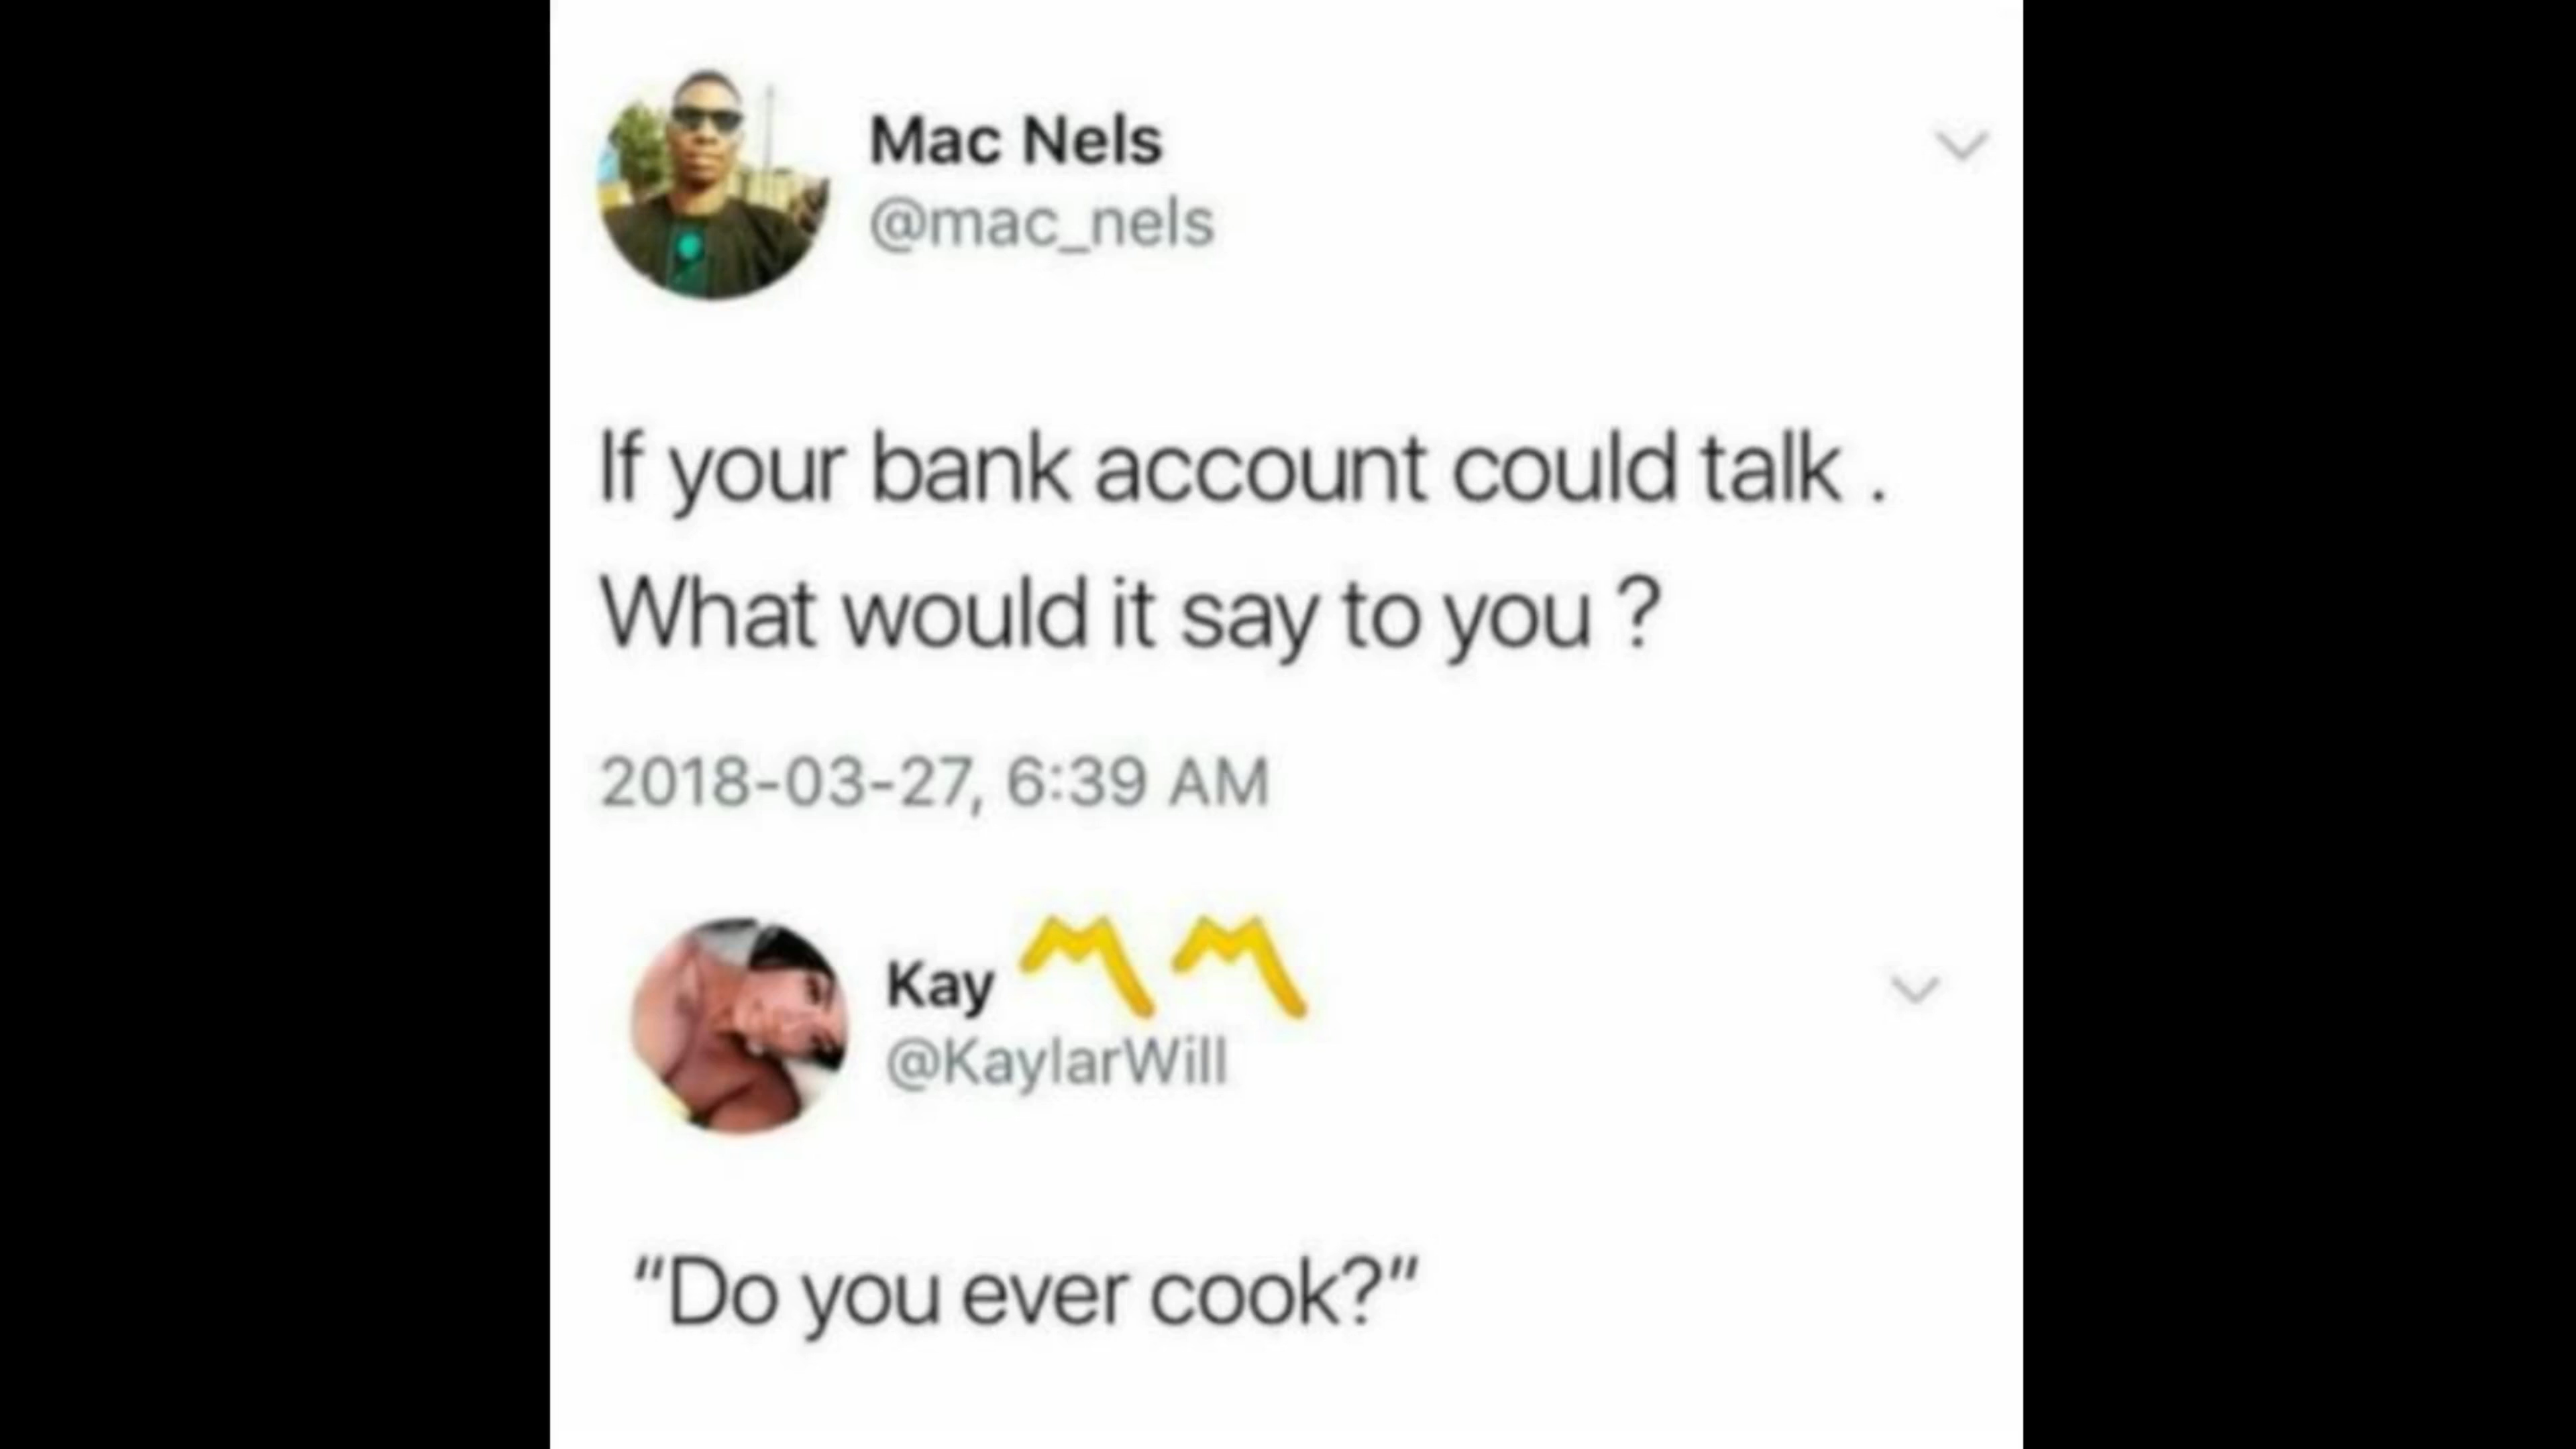 Mac Nels
@mac_nels
If your bank account could talk .
What would it say to you ?
2018-03-27, 6:39 AM
Kay 〽️〽️
@KaylarWill
“Do you ever cook?”